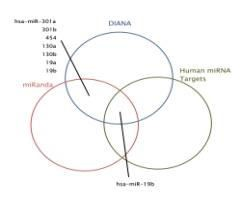 hsa-miR-301a
301b
454
130a
130b
19a
19b
DIANA
miRanda
Human miRNA
Targets
hsa-miR-19b